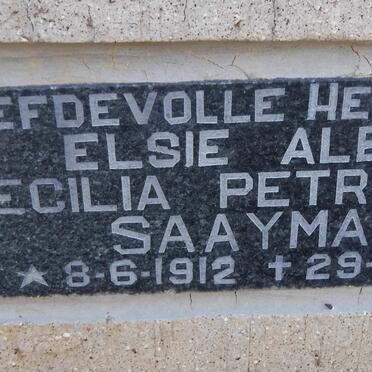 EFDEVOLLE HE
ELSIE ALE
ECILIA PETR
SAAYMA
★ 8-6-1912 ✝ 29-